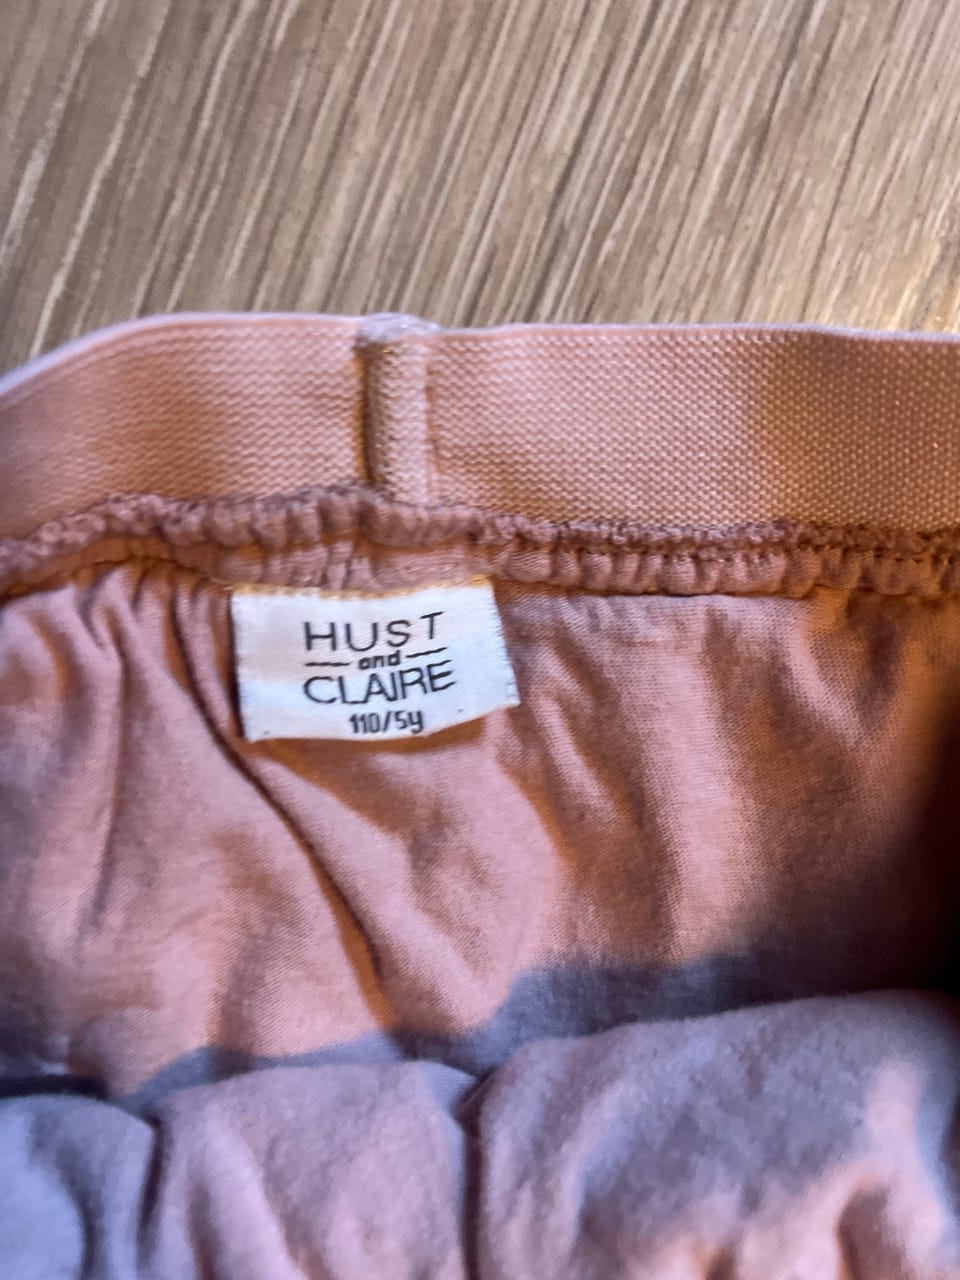 HUST
and
CLAIRE
110/5y